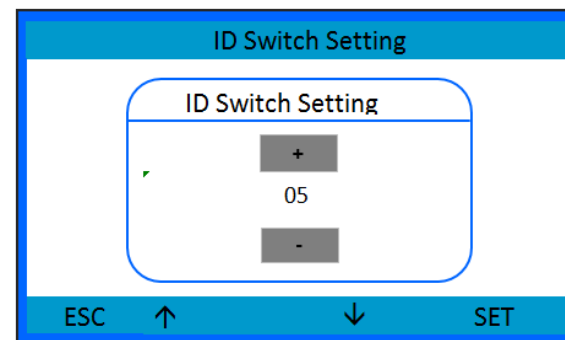 ID Switch Setting
ID Switch Setting
+
05
-
ESC ↑ ↓ SET